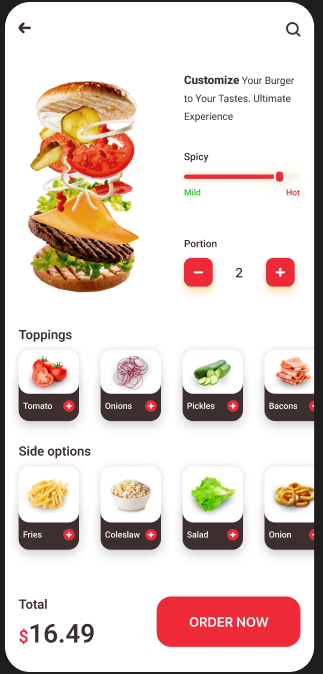 Customize Your Burger
to Your Tastes. Ultimate
Experience
Spicy
Mild Hot
Portion
2
Toppings
Tomato Onions Pickles Bacons
Side options
Fries Coleslaw Salad Onion
Total
$16.49
ORDER NOW